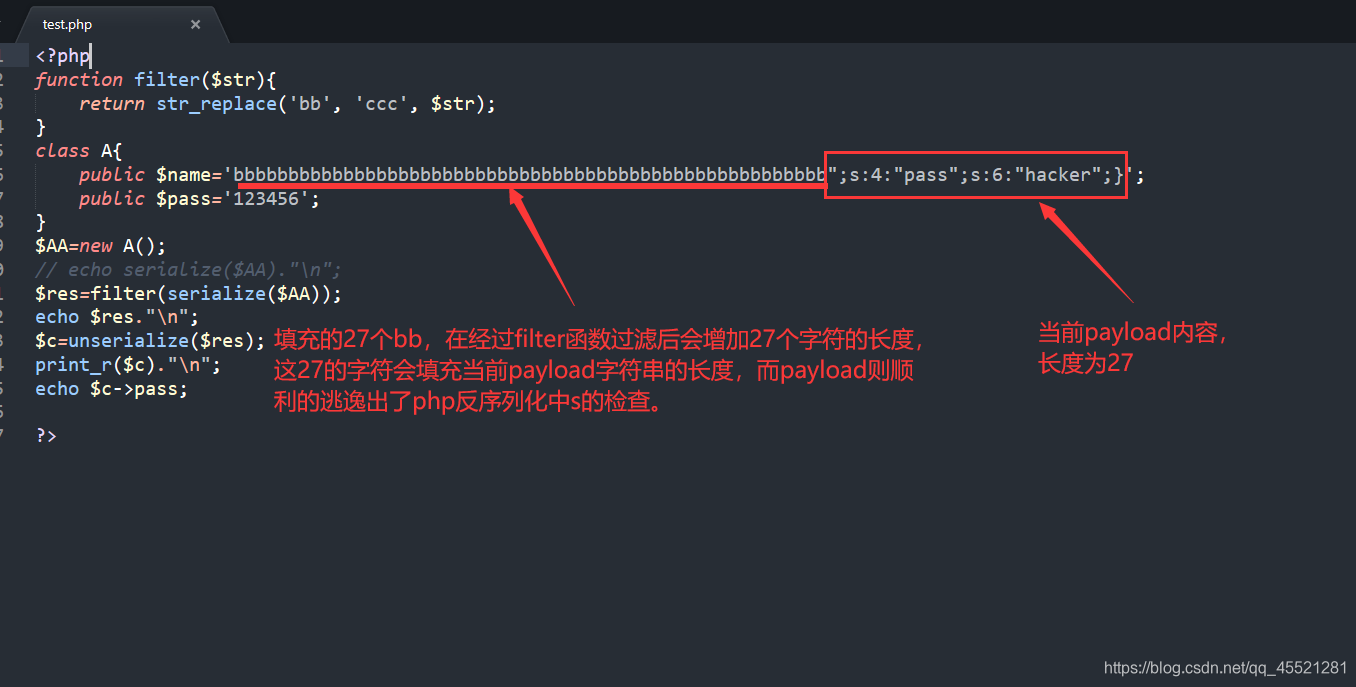 test.php ×
<?php
function filter($str){
return str_replace('bb', 'ccc', $str);
}
class A{
public $name='bbbbbbbbbbbbbbbbbbbbbbbbbbbbbbbbbbbbbbbbbbbbbbbbbbbbbb";s:4:"pass";s:6:"hacker";}';
public $pass='123456';
}
$AA=new A();
// echo serialize($AA)."\n";
$res=filter(serialize($AA));
echo $res."\n";
$c=unserialize($res);
print_r($c)."\n";
echo $c->pass;
?>
填充的27个bb，在经过filter函数过滤后会增加27个字符的长度，
这27的字符会填充当前payload字符串的长度，而payload则顺
利的逃逸出了php反序列化中s的检查。
当前payload内容，
长度为27
https://blog.csdn.net/qq_45521281